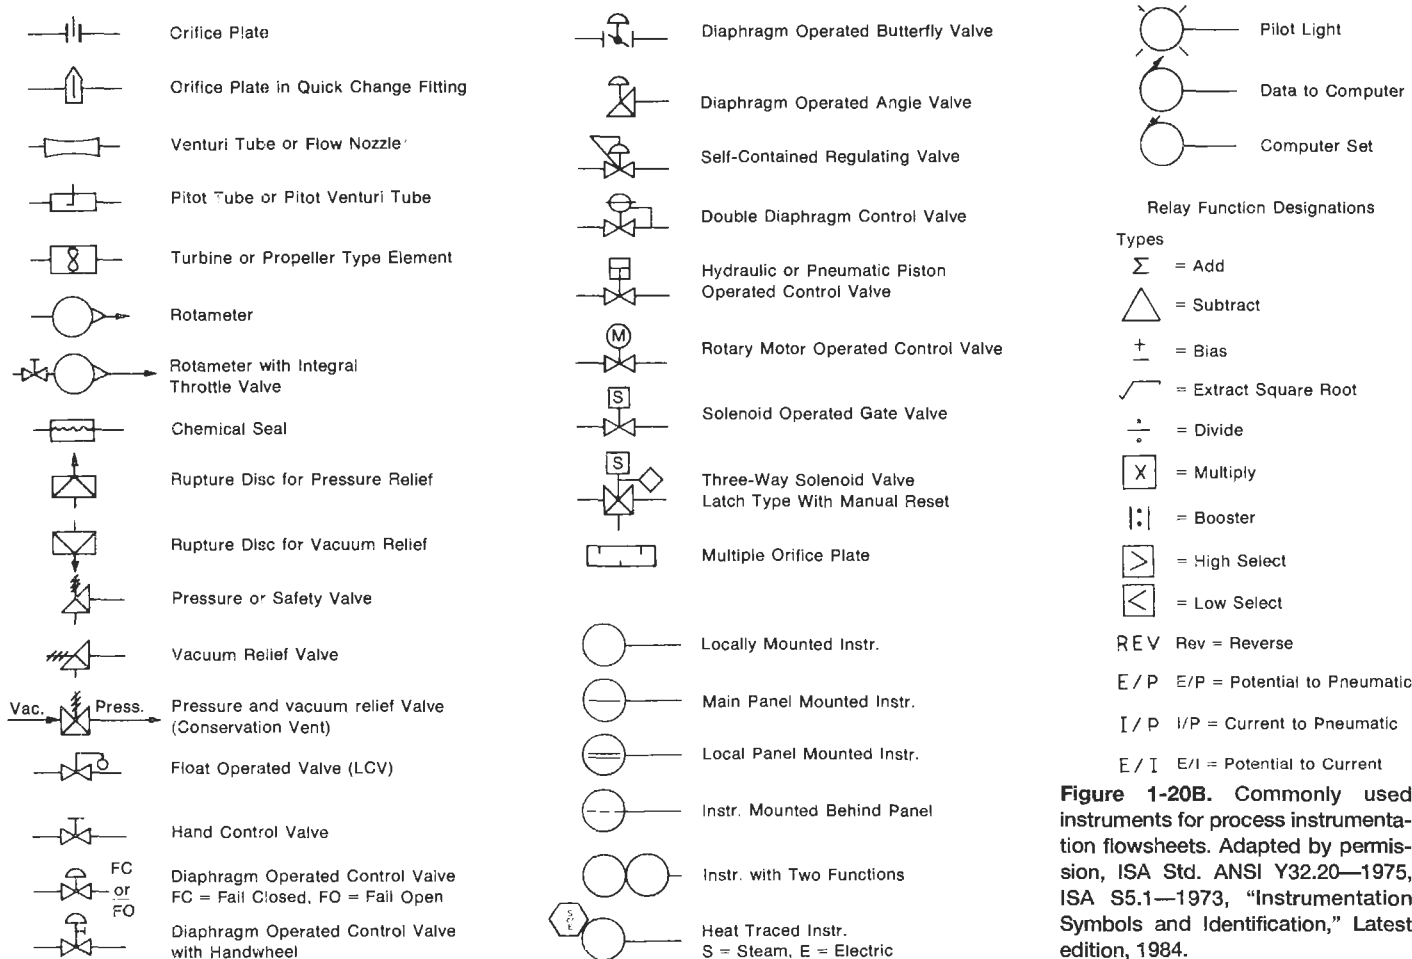 Orifice Plate
Orifice Plate in Quick Change Fitting
Venturi Tube or Flow Nozzle
Pitot Tube or Pitot Venturi Tube
Turbine or Propeller Type Element
Rotameter
Rotameter with Integral
Throttle Valve
Chemical Seal
Rupture Disc for Pressure Relief
Rupture Disc for Vacuum Relief
Pressure or Safety Valve
Vacuum Relief Valve
Vac.
Press.
Pressure and vacuum relief Valve
(Conservation Vent)
Float Operated Valve (LCV)
Hand Control Valve
FC
or
FO
Diaphragm Operated Control Valve
FC = Fail Closed, FO = Fail Open
Diaphragm Operated Control Valve
with Handwheel
Diaphragm Operated Butterfly Valve
Diaphragm Operated Angle Valve
Self-Contained Regulating Valve
Double Diaphragm Control Valve
Hydraulic or Pneumatic Piston
Operated Control Valve
M
Rotary Motor Operated Control Valve
S
Solenoid Operated Gate Valve
S
Three-Way Solenoid Valve
Latch Type With Manual Reset
Multiple Orifice Plate
Locally Mounted Instr.
Main Panel Mounted Instr.
Local Panel Mounted Instr.
Instr. Mounted Behind Panel
Instr. with Two Functions
S
or
E
Heat Traced Instr.
S = Steam, E = Electric
Pilot Light
Data to Computer
Computer Set
Relay Function Designations
Types
Σ = Add
△ = Subtract
± = Bias
√ = Extract Square Root
÷ = Divide
X = Multiply
|:| = Booster
> = High Select
< = Low Select
REV Rev = Reverse
E/P E/P = Potential to Pneumatic
I/P I/P = Current to Pneumatic
E/I E/I = Potential to Current
Figure 1-20B. Commonly used
instruments for process instrumenta-
tion flowsheets. Adapted by permis-
sion, ISA Std. ANSI Y32.20—1975,
ISA S5.1—1973, “Instrumentation
Symbols and Identification,” Latest
edition, 1984.